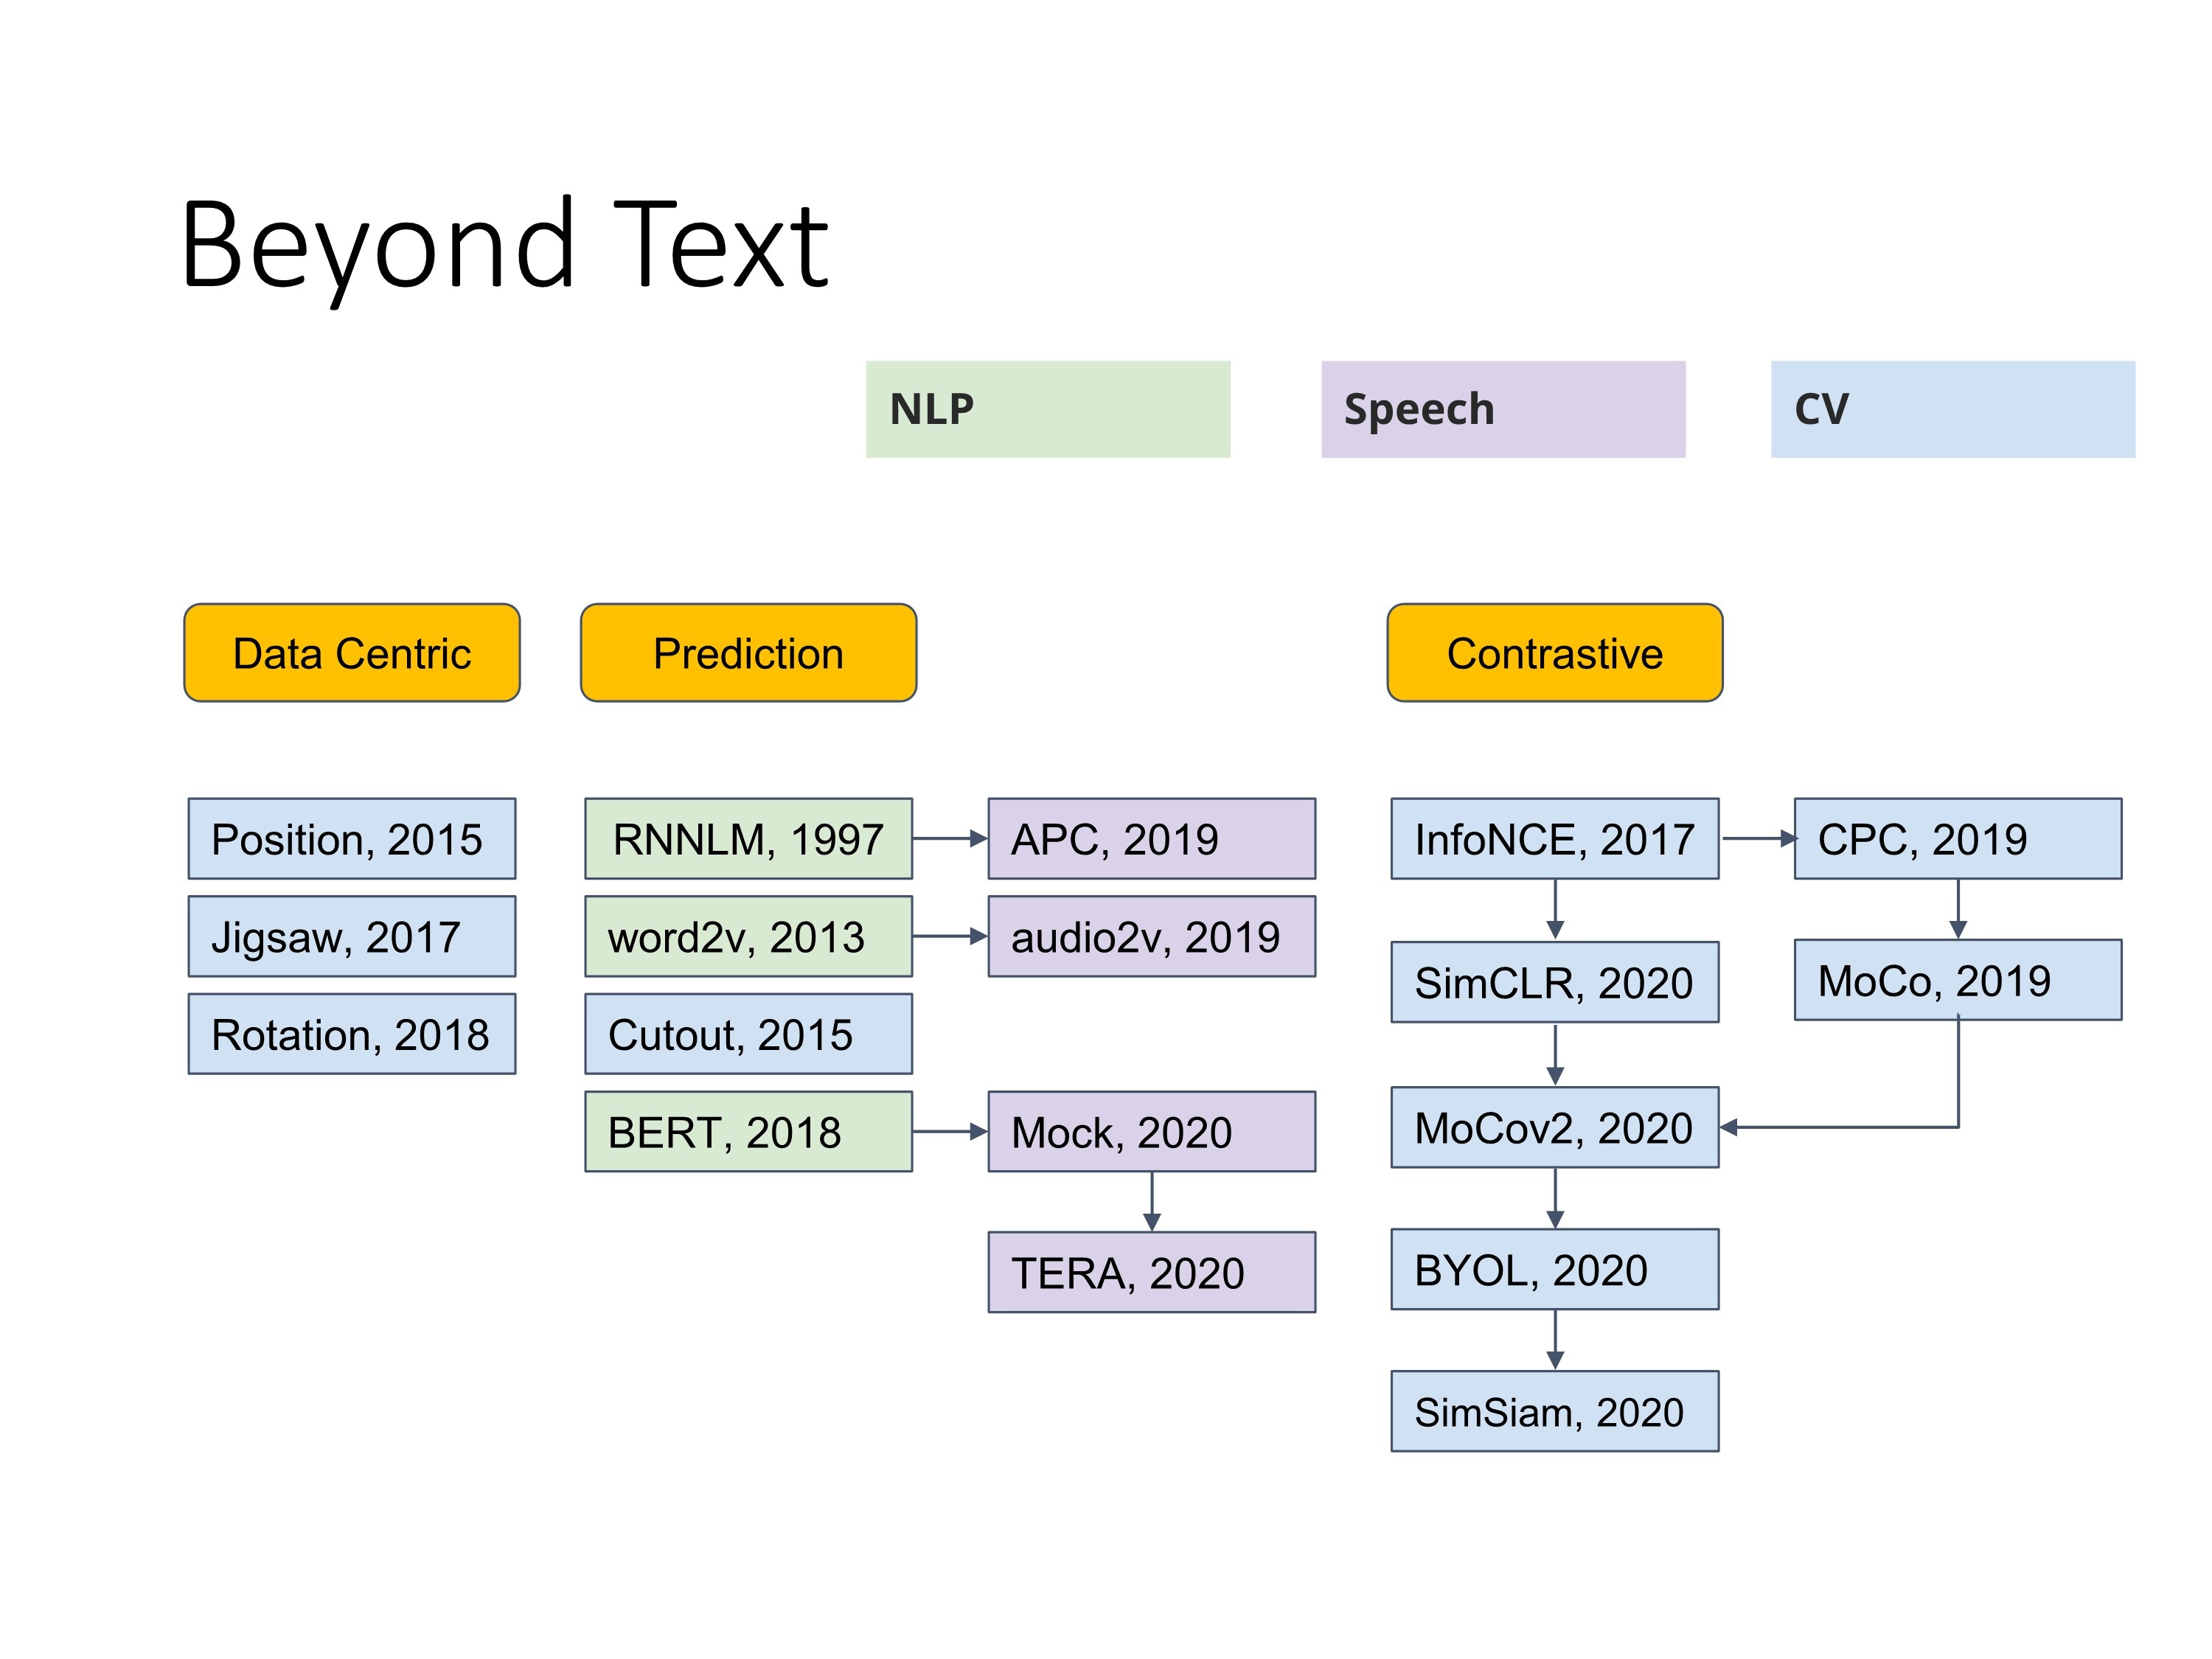 Beyond Text
NLP
Speech
CV
Data Centric
Prediction
Contrastive
Position, 2015
RNNLM, 1997
APC, 2019
InfoNCE, 2017
CPC, 2019
Jigsaw, 2017
word2v, 2013
audio2v, 2019
SimCLR, 2020
MoCo, 2019
Rotation, 2018
Cutout, 2015
BERT, 2018
Mock, 2020
MoCov2, 2020
TERA, 2020
BYOL, 2020
SimSiam, 2020